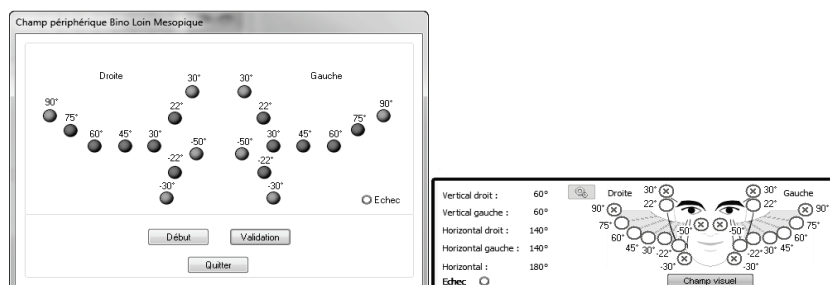 Champ périphérique Bino Loin Mesopique
Droite 30° 30° Gauche
90° 22° 22° 90°
75° 75°
60° 45° 30° -50° -50° 30° 45° 60°
-22° -22°
-30° -30°
Echec
Début Validation
Quitter
Vertical droit : 60°
Vertical gauche : 60°
Horizontal droit : 140°
Horizontal gauche : 140°
Horizontal : 180°
Echec
Droite 30° 30° Gauche
90° 22° 22° 90°
75° 75°
60° -50° -50° 60°
45° 30° -22° -22° 30° 45°
-30° -30°
Champ visuel